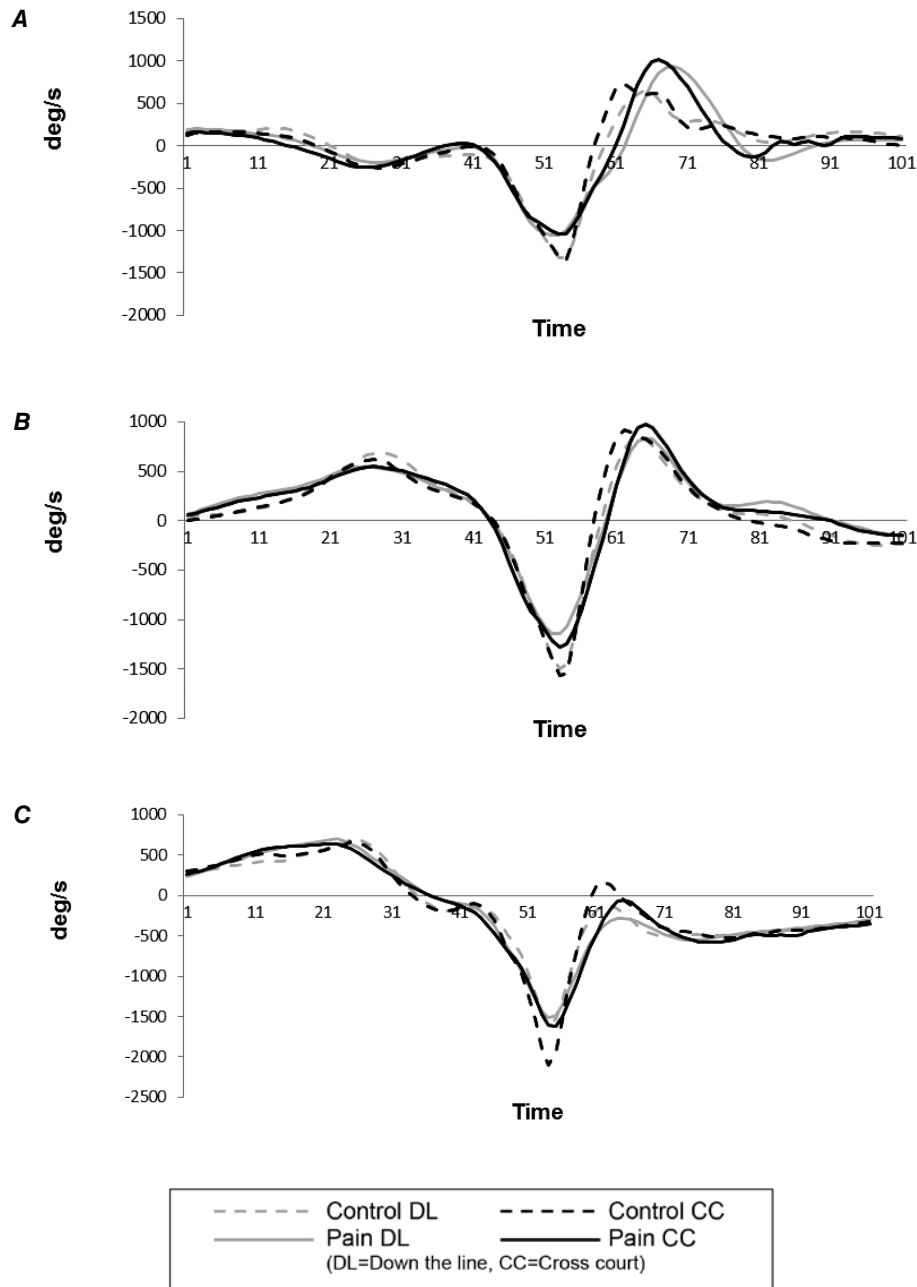 A
1500
1000
500
0
-500
-1000
-1500
-2000
deg/s
1 11 21 31 41 51 61 71 81 91 101
Time
B
1000
500
0
-500
-1000
-1500
-2000
deg/s
1 11 21 31 41 51 61 71 81 91 101
Time
C
1000
500
0
-500
-1000
-1500
-2000
-2500
deg/s
1 11 21 31 41 51 61 71 81 91 101
Time
Control DL Control CC
Pain DL Pain CC
(DL=Down the line, CC=Cross court)